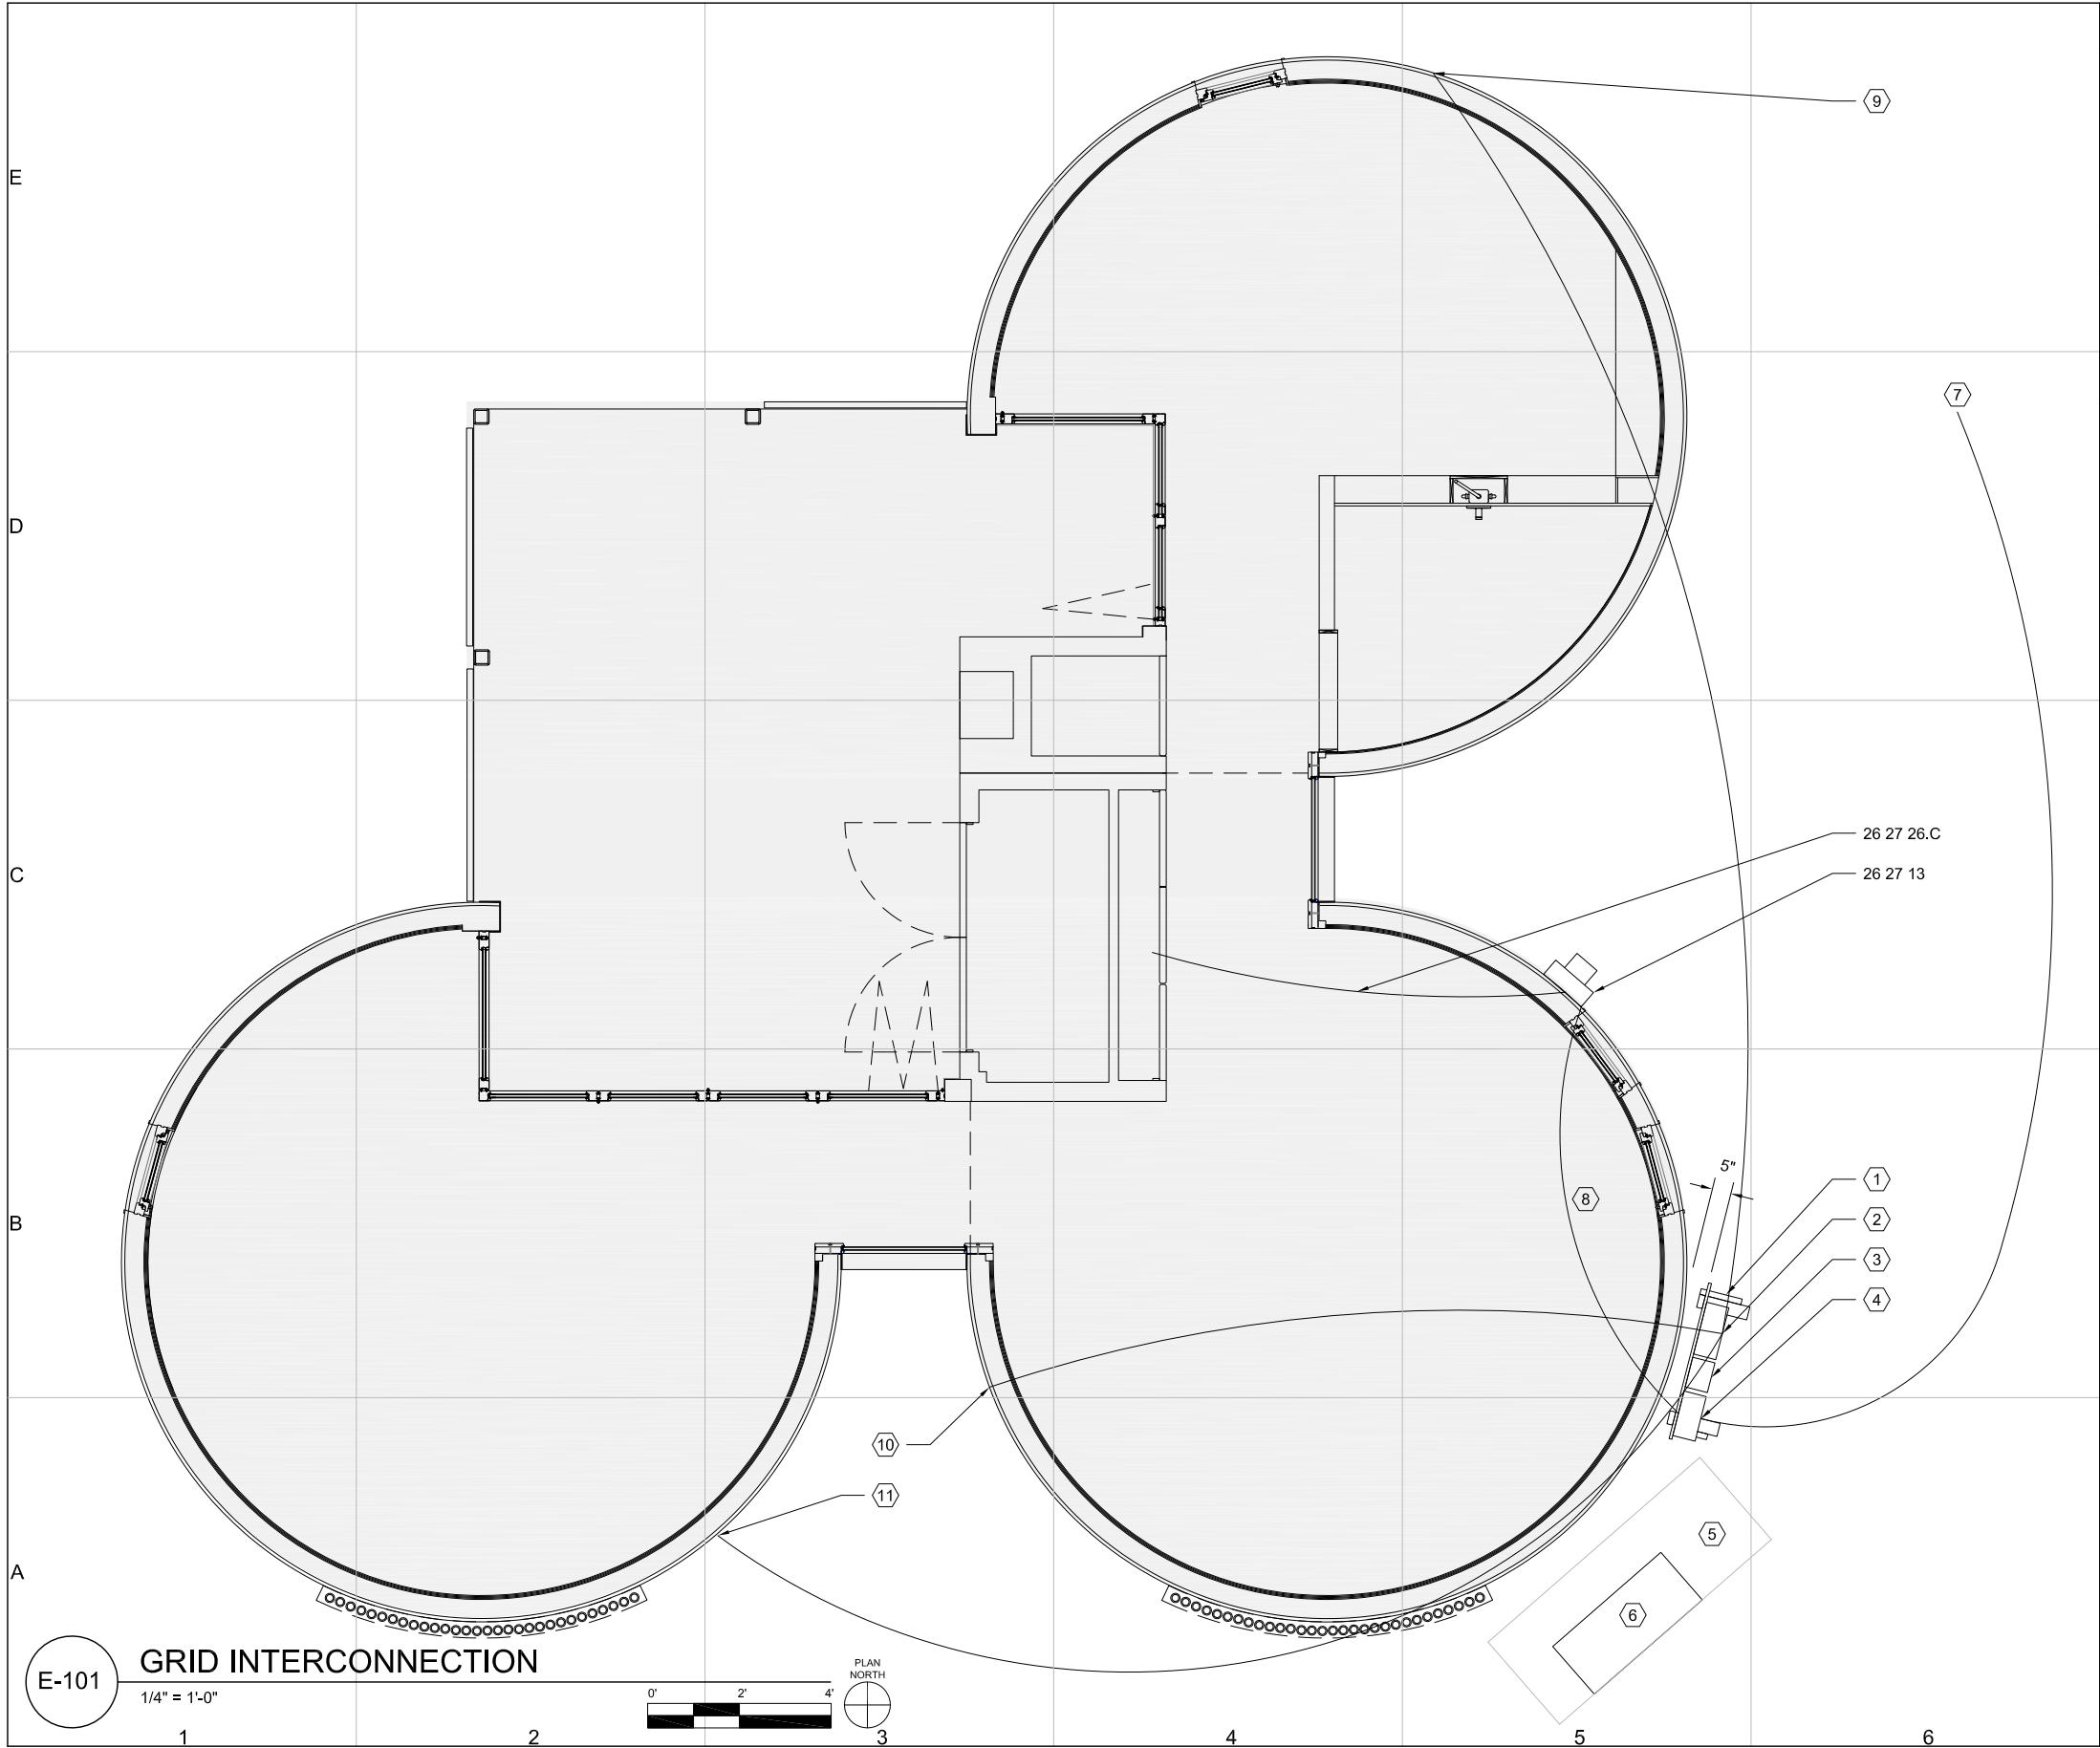 9
E
7
D
26 27 26.C
26 27 13
C
5"
1
8
2
B
3
4
10
11
5
A
6
E-101
GRID INTERCONNECTION
1/4" = 1'-0"
0' 2' 4'
PLAN
NORTH
1 2 3 4 5 6